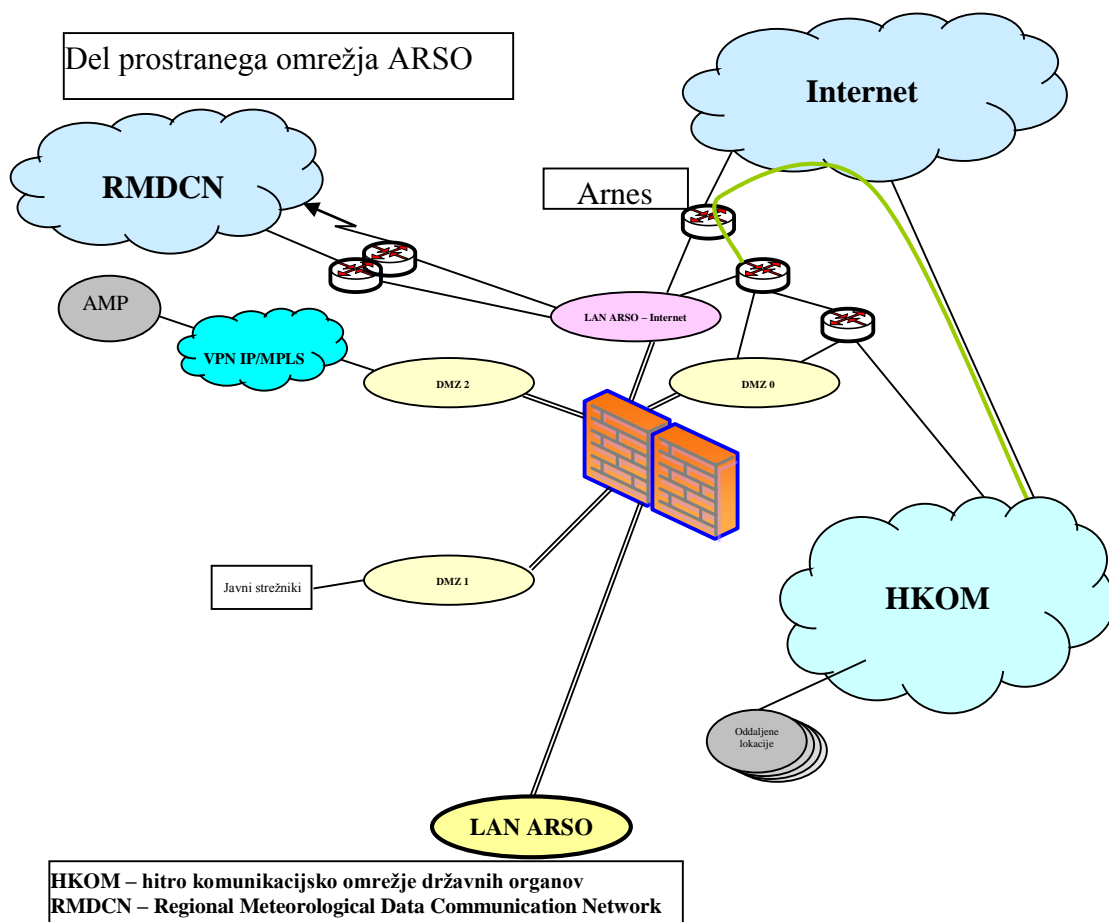 Del prostranega omrežja ARSO
Internet
RMDCN
Arnes
AMP
LAN ARSO – Internet
VPN IP/MPLS
DMZ 2
DMZ 0
Javni strežniki
DMZ 1
HKOM
Oddaljene
lokacije
LAN ARSO
HKOM – hitro komunikacijsko omrežje državnih organov
RMDCN – Regional Meteorological Data Communication Network